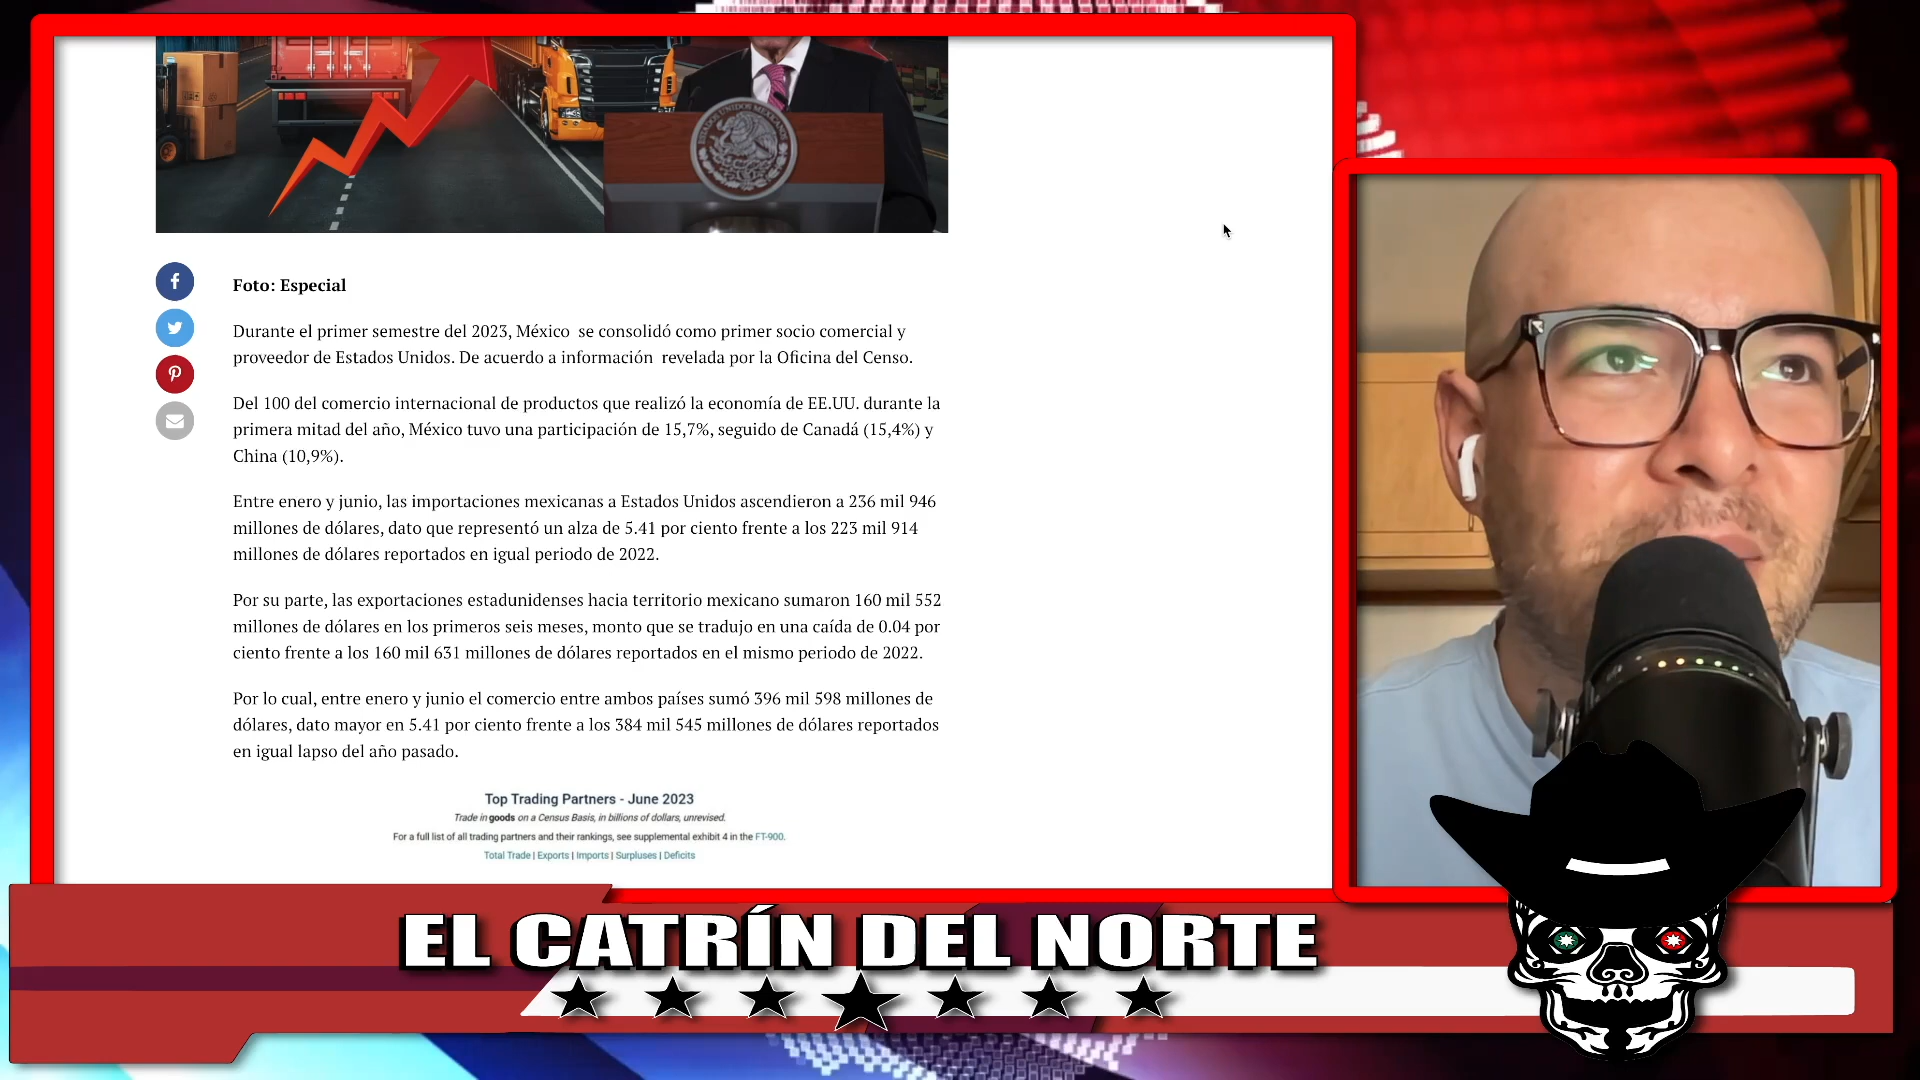 ESTADOS UNIDOS MEXICANOS
Foto: Especial
Durante el primer semestre del 2023, México se consolidó como primer socio comercial y
proveedor de Estados Unidos. De acuerdo a información revelada por la Oficina del Censo.
Del 100 del comercio internacional de productos que realizó la economía de EE.UU. durante la
primera mitad del año, México tuvo una participación de 15,7%, seguido de Canadá (15,4%) y
China (10,9%).
Entre enero y junio, las importaciones mexicanas a Estados Unidos ascendieron a 236 mil 946
millones de dólares, dato que representó un alza de 5.41 por ciento frente a los 223 mil 914
millones de dólares reportados en igual periodo de 2022.
Por su parte, las exportaciones estadunidenses hacia territorio mexicano sumaron 160 mil 552
millones de dólares en los primeros seis meses, monto que se tradujo en una caída de 0.04 por
ciento frente a los 160 mil 631 millones de dólares reportados en el mismo periodo de 2022.
Por lo cual, entre enero y junio el comercio entre ambos países sumó 396 mil 598 millones de
dólares, dato mayor en 5.41 por ciento frente a los 384 mil 545 millones de dólares reportados
en igual lapso del año pasado.
Top Trading Partners - June 2023
Trade in goods on a Census Basis, in billions of dollars, unrevised.
For a full list of all trading partners and their rankings, see supplemental exhibit 4 in the FT-900.
Total Trade | Exports | Imports | Surpluses | Deficits
EL CATRÍN DEL NORTE